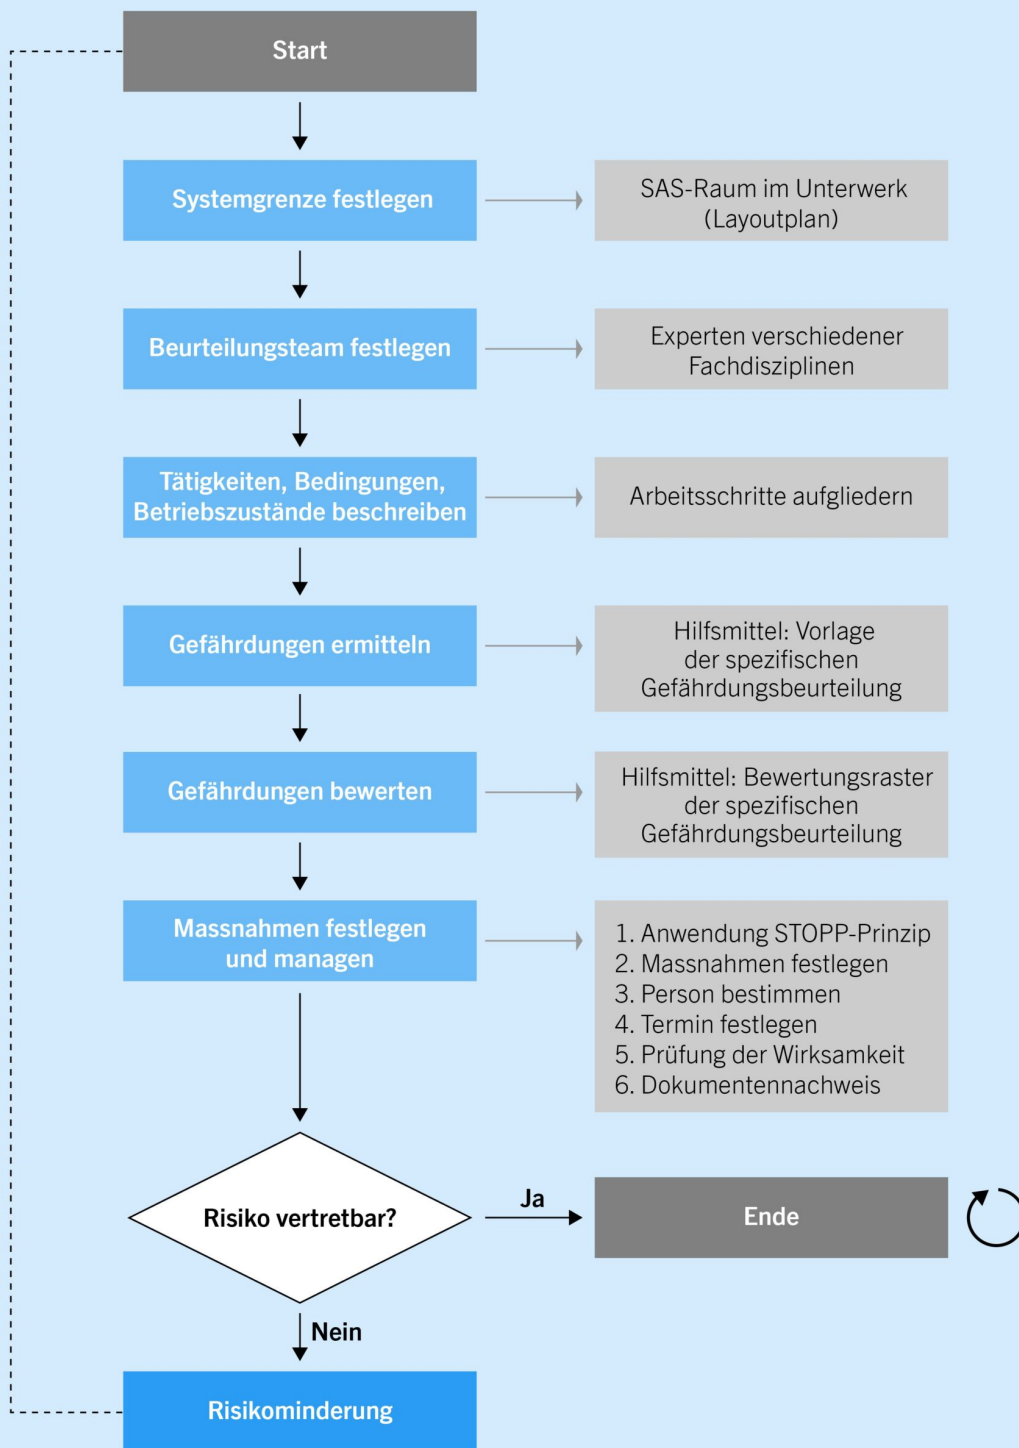 Start
Systemgrenze festlegen
SAS-Raum im Unterwerk
(Layoutplan)
Beurteilungsteam festlegen
Experten verschiedener
Fachdisziplinen
Tätigkeiten, Bedingungen,
Betriebszustände beschreiben
Arbeitsschritte aufgliedern
Gefährdungen ermitteln
Hilfsmittel: Vorlage
der spezifischen
Gefährdungsbeurteilung
Gefährdungen bewerten
Hilfsmittel: Bewertungsraster
der spezifischen
Gefährdungsbeurteilung
Massnahmen festlegen
und managen
1. Anwendung STOPP-Prinzip
2. Massnahmen festlegen
3. Person bestimmen
4. Termin festlegen
5. Prüfung der Wirksamkeit
6. Dokumentennachweis
Risiko vertretbar?
Ja
Ende
Nein
Risikominderung